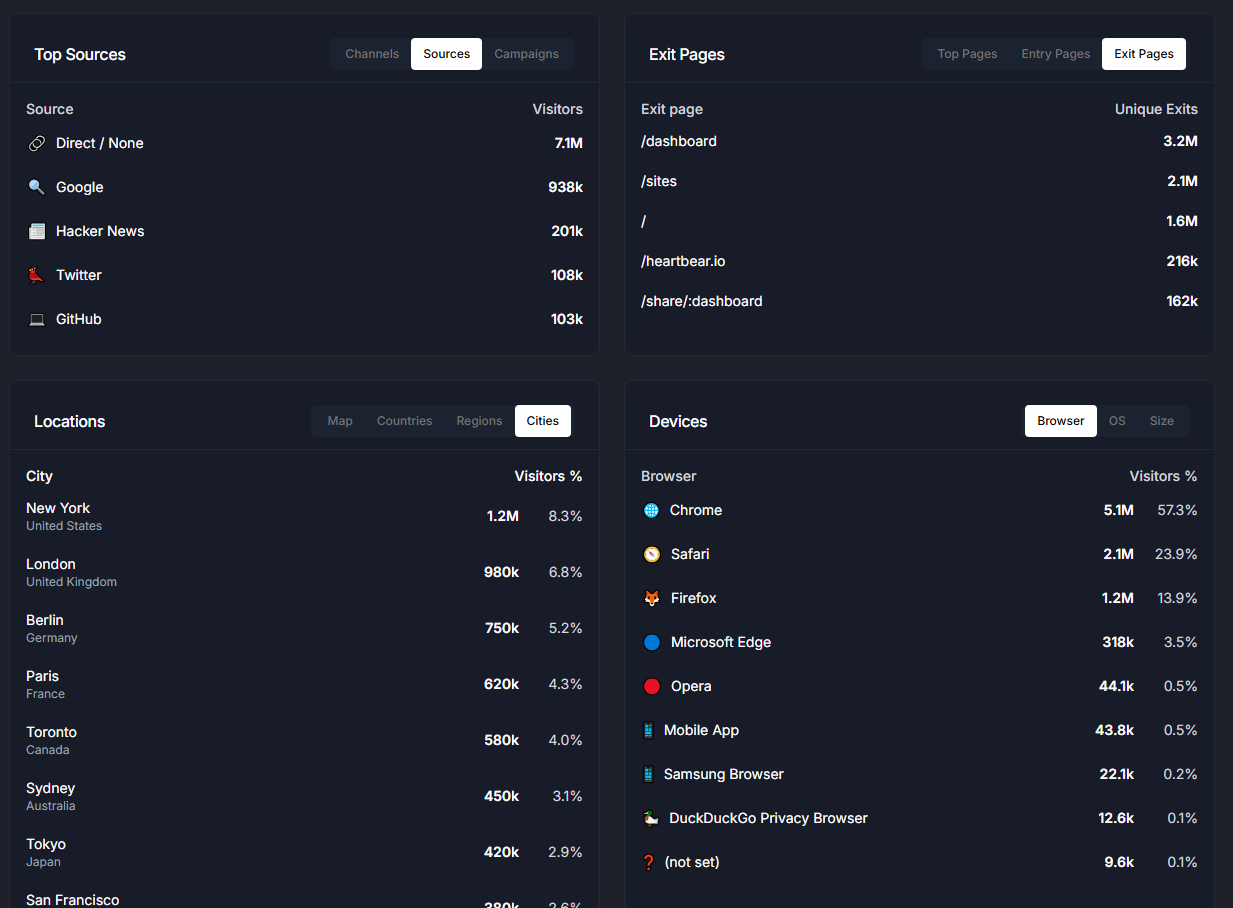 Top Sources
Channels Sources Campaigns
Source Visitors
Direct / None 7.1M
Google 938k
Hacker News 201k
Twitter 108k
GitHub 103k
Exit Pages
Top Pages Entry Pages Exit Pages
Exit page Unique Exits
/dashboard 3.2M
/sites 2.1M
/ 1.6M
/heartbear.io 216k
/share/:dashboard 162k
Locations
Map Countries Regions Cities
City Visitors %
New York
United States
1.2M 8.3%
London
United Kingdom
980k 6.8%
Berlin
Germany
750k 5.2%
Paris
France
620k 4.3%
Toronto
Canada
580k 4.0%
Sydney
Australia
450k 3.1%
Tokyo
Japan
420k 2.9%
San Francisco
380k 2.6%
Devices
Browser OS Size
Browser Visitors %
Chrome 5.1M 57.3%
Safari 2.1M 23.9%
Firefox 1.2M 13.9%
Microsoft Edge 318k 3.5%
Opera 44.1k 0.5%
Mobile App 43.8k 0.5%
Samsung Browser 22.1k 0.2%
DuckDuckGo Privacy Browser 12.6k 0.1%
(not set) 9.6k 0.1%